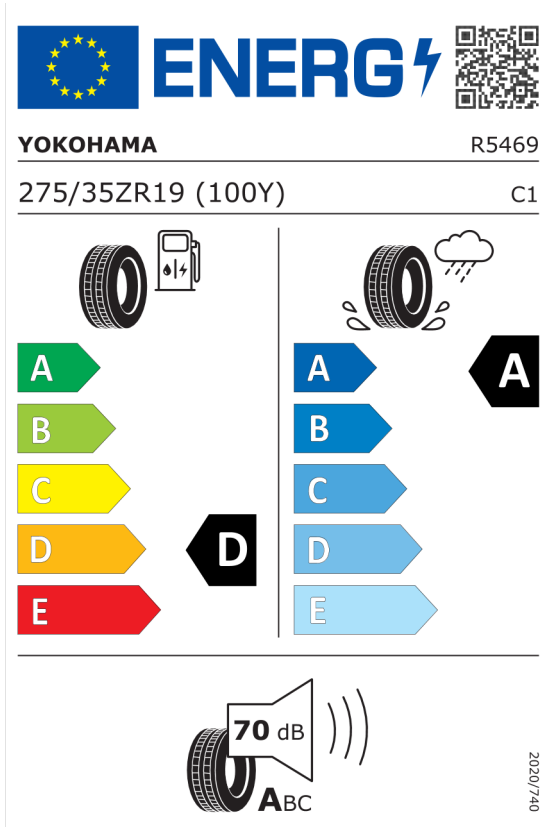 ENERG
YOKOHAMA R5469
275/35ZR19 (100Y) C1
A A A
B B
C C
D D D
E E
70 dB
ABC
2020/740